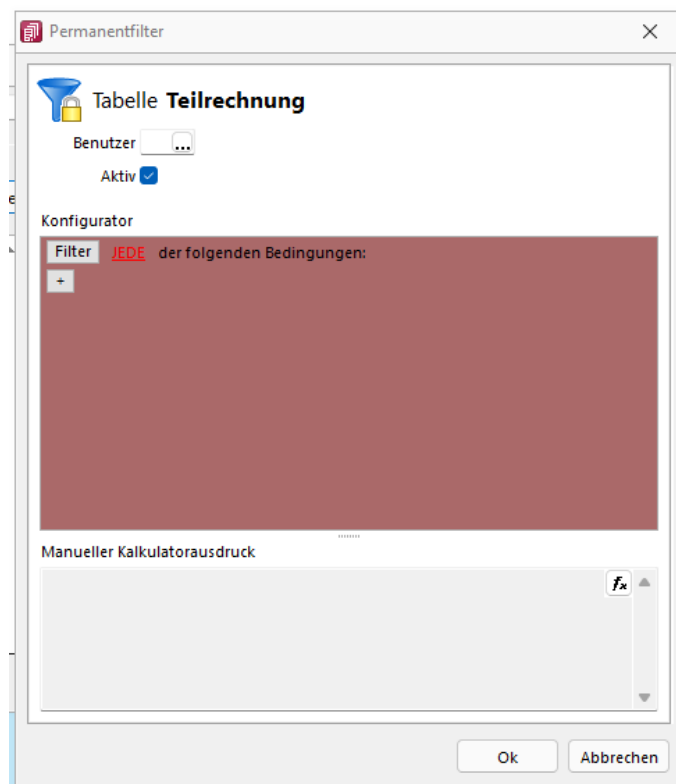 Permanentfilter
Tabelle Teilrechnung
Benutzer ...
Aktiv
Konfigurator
Filter JEDE der folgenden Bedingungen:
+
Manueller Kalkulatorausdruck
fx
Ok Abbrechen